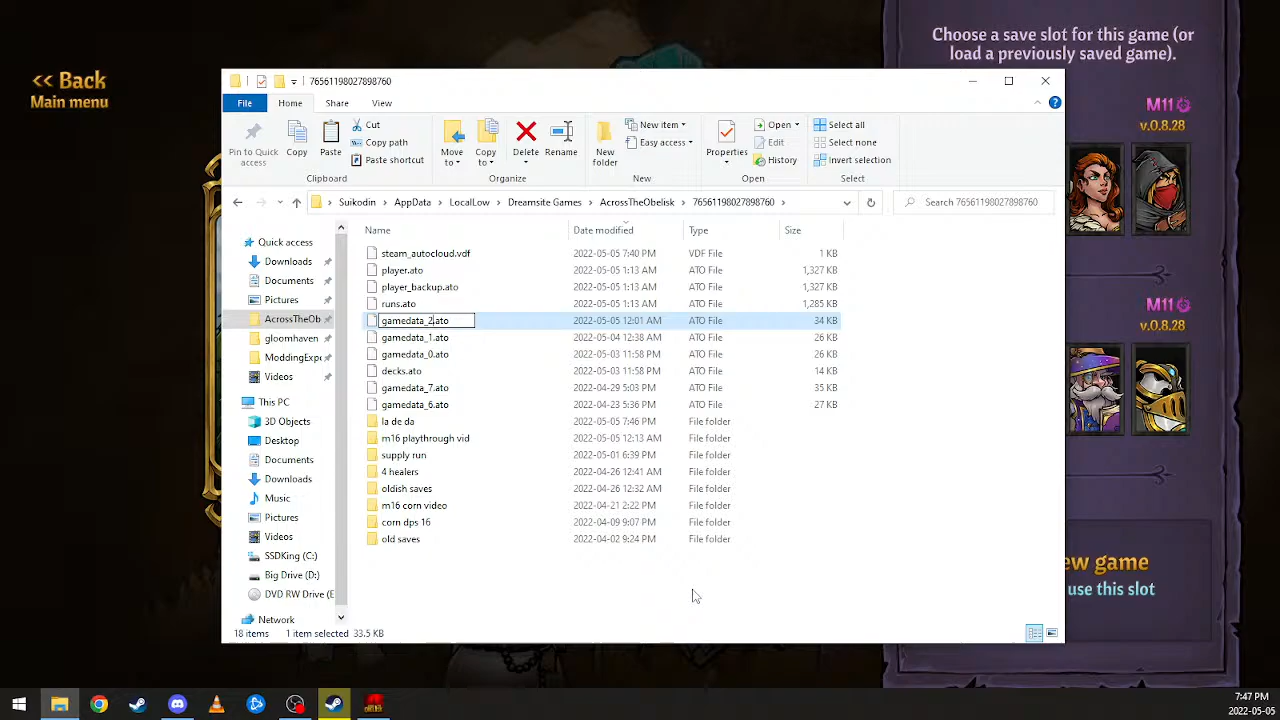 << Back
Main menu
Choose a save slot for this game (or
load a previously saved game).
M11
v.0.8.28
M11
v.0.8.28
ew game
use this slot
76561198027898760
File Home Share View
Pin to Quick
access
Copy
Paste
Cut
Copy path
Paste shortcut
Clipboard
Move
to
Copy
to
Delete
Rename
Organize
New
folder
New item
Easy access
New
Properties
Open
Edit
History
Open
Select all
Select none
Invert selection
Select
Suikodin > AppData > LocalLow > Dreamsite Games > AcrossTheObelisk > 76561198027898760 >
Search 76561198027898760
Quick access
Downloads
Documents
Pictures
AcrossTheOb
gloomhaven
ModdingExpe
Videos
This PC
3D Objects
Desktop
Documents
Downloads
Music
Pictures
Videos
SSDKing (C:)
Big Drive (D:)
DVD RW Drive (E
Network
Name Date modified Type Size
steam_autocloud.vdf 2022-05-05 7:40 PM VDF File 1 KB
player.ato 2022-05-05 1:13 AM ATO File 1,327 KB
player_backup.ato 2022-05-05 1:13 AM ATO File 1,327 KB
runs.ato 2022-05-05 1:13 AM ATO File 1,285 KB
gamedata_2.ato 2022-05-05 12:01 AM ATO File 34 KB
gamedata_1.ato 2022-05-04 12:38 AM ATO File 26 KB
gamedata_0.ato 2022-05-03 11:58 PM ATO File 26 KB
decks.ato 2022-05-03 11:58 PM ATO File 14 KB
gamedata_7.ato 2022-04-29 5:03 PM ATO File 35 KB
gamedata_6.ato 2022-04-23 5:36 PM ATO File 27 KB
la de da 2022-05-05 7:46 PM File folder
m16 playthrough vid 2022-05-05 12:13 AM File folder
supply run 2022-05-01 6:39 PM File folder
4 healers 2022-04-26 12:41 AM File folder
oldish saves 2022-04-26 12:32 AM File folder
m16 corn video 2022-04-21 2:22 PM File folder
corn dps 16 2022-04-09 9:07 PM File folder
old saves 2022-04-02 9:24 PM File folder
18 items 1 item selected 33.5 KB
7:47 PM
2022-05-05